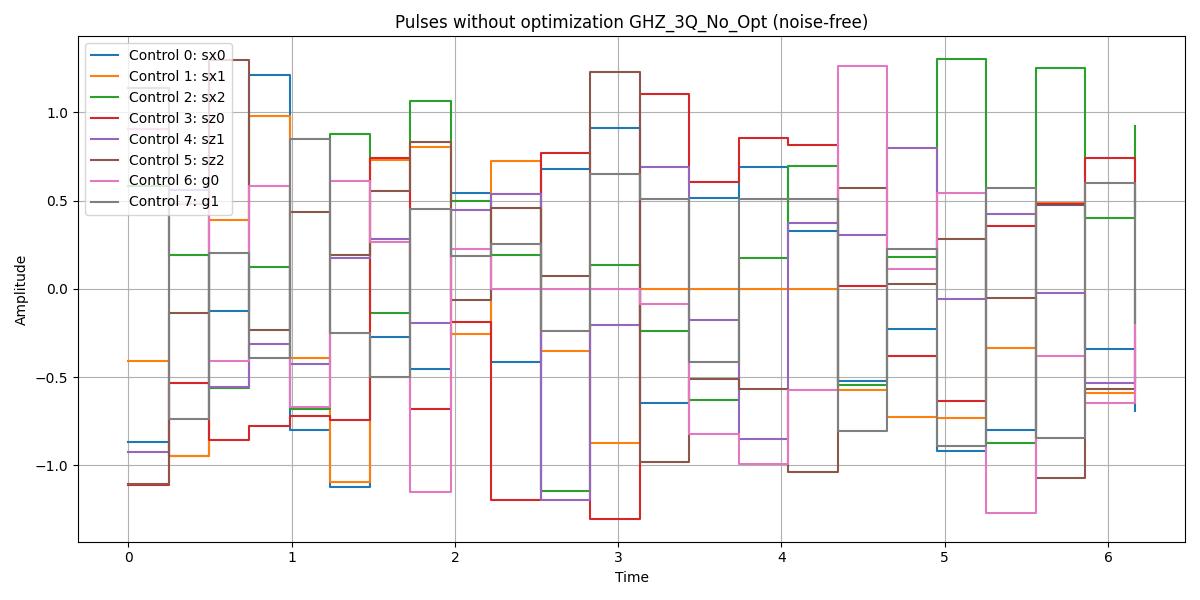 Pulses without optimization GHZ_3Q_No_Opt (noise-free)
Control 0: sx0
Control 1: sx1
Control 2: sx2
Control 3: sz0
Control 4: sz1
Control 5: sz2
Control 6: g0
Control 7: g1
1.0
0.5
0.0
−0.5
−1.0
Amplitude
0 1 2 3 4 5 6
Time